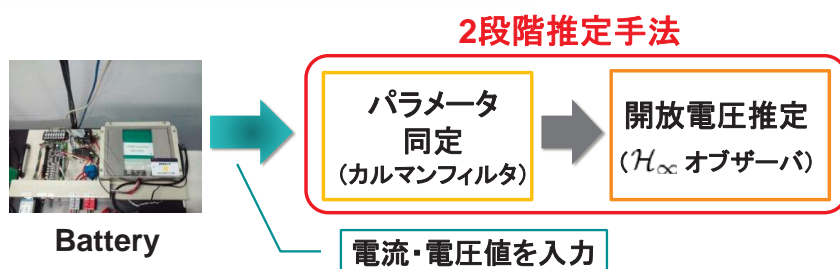 2段階推定手法
パラメータ
同定
(カルマンフィルタ)
開放電圧推定
(ℋ∞ オブザーバ)
Battery
電流・電圧値を入力